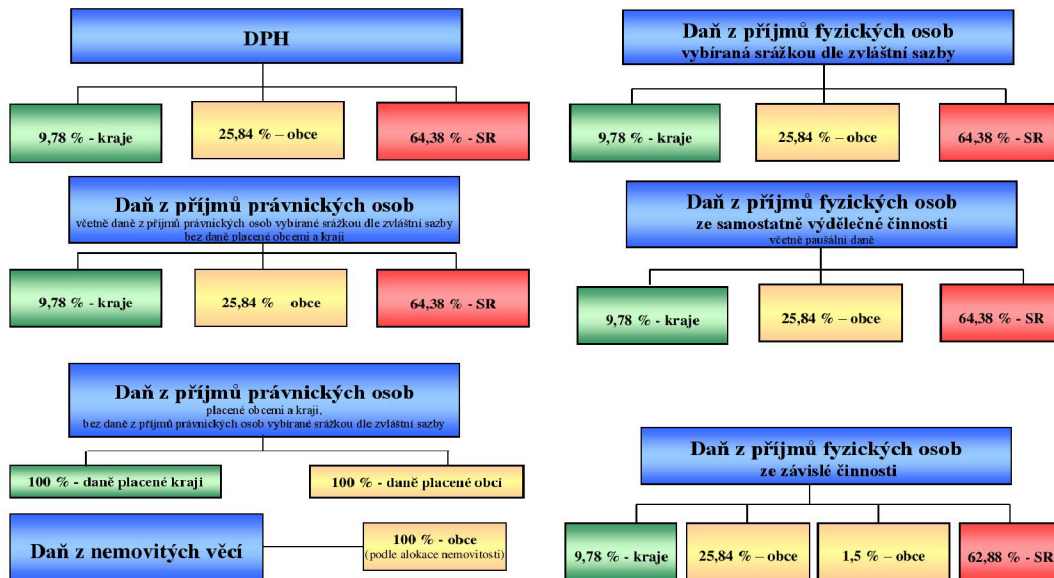 DPH
9,78 % - kraje
25,84 % – obce
64,38 % - SR
Daň z příjmů právnických osob
včetně daně z příjmů právnických osob vybírané srážkou dle zvláštní sazby
bez daně placené obcemi a kraji
9,78 % - kraje
25,84 % obce
64,38 % - SR
Daň z příjmů právnických osob
placené obcemi a kraji,
bez daně z příjmů právnických osob vybírané srážkou dle zvláštní sazby
100 % - daně placené kraji
100 % - daně placené obcí
Daň z nemovitých věcí
100 % - obce
(podle alokace nemovitosti)
Daň z příjmů fyzických osob
vybíraná srážkou dle zvláštní sazby
9,78 % - kraje
25,84 % – obce
64,38 % - SR
Daň z příjmů fyzických osob
ze samostatně výdělečné činnosti
včetně paušální daně
9,78 % - kraje
25,84 % – obce
64,38 % - SR
Daň z příjmů fyzických osob
ze závislé činnosti
9,78 % - kraje
25,84 % – obce
1,5 % – obce
62,88 % - SR